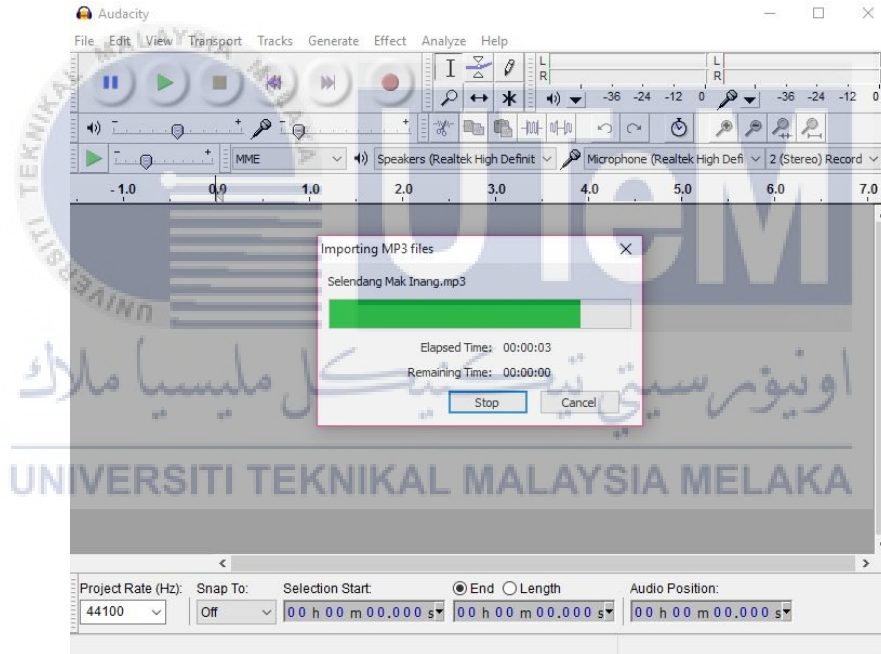 Audacity
File Edit View Transport Tracks Generate Effect Analyze Help
L
R
-36 -24 -12 0
L
R
-36 -24 -12 0
MME
Speakers (Realtek High Definit
Microphone (Realtek High Defi
2 (Stereo) Record
-1.0 0.0 1.0 2.0 3.0 4.0 5.0 6.0 7.0
UTeM
Importing MP3 files
Selendang Mak Inang.mp3
Elapsed Time: 00:00:03
Remaining Time: 00:00:00
Stop Cancel
اونيۏرسيتي تيكنيكل مليسيا ملاك
UNIVERSITI TEKNIKAL MALAYSIA MELAKA
Project Rate (Hz): Snap To: Selection Start: End Length Audio Position:
44100 Off 00 h 00 m 00.000 s 00 h 00 m 00.000 s 00 h 00 m 00.000 s